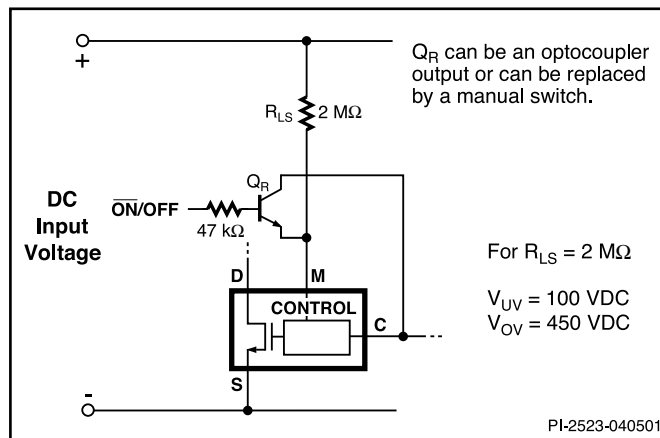 +
R_LS 2 MΩ
Q_R can be an optocoupler
output or can be replaced
by a manual switch.
Q_R
DC
Input
Voltage
O̅N̅/OFF
47 kΩ
D
M
CONTROL
C
S
For R_LS = 2 MΩ
V_UV = 100 VDC
V_OV = 450 VDC
-
PI-2523-040501